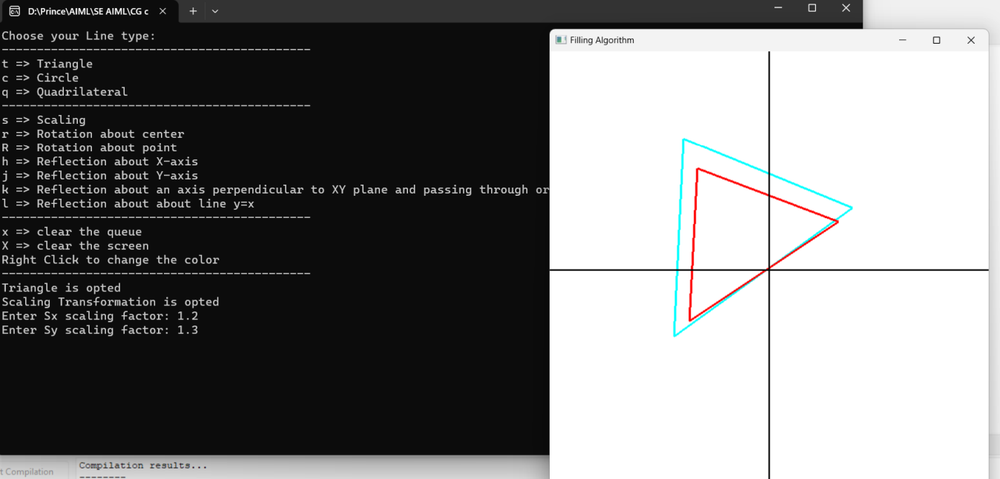 D:\Prince\AIML\SE AIML\CG c
Choose your Line type:
--------------------------------------------
t => Triangle
c => Circle
q => Quadrilateral
--------------------------------------------
s => Scaling
r => Rotation about center
R => Rotation about point
h => Reflection about X-axis
j => Reflection about Y-axis
k => Reflection about an axis perpendicular to XY plane and passing through or
l => Reflection about about line y=x
--------------------------------------------
x => clear the queue
X => clear the screen
Right Click to change the color
--------------------------------------------
Triangle is opted
Scaling Transformation is opted
Enter Sx scaling factor: 1.2
Enter Sy scaling factor: 1.3
Filling Algorithm
t Compilation
Compilation results...
--------